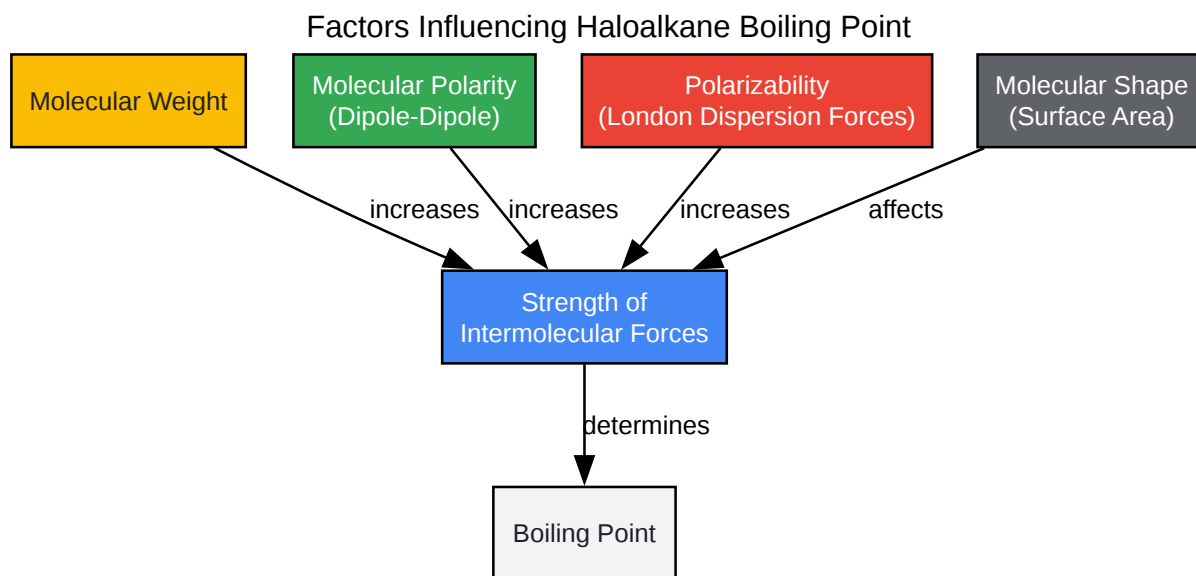 Factors Influencing Haloalkane Boiling Point
Molecular Weight
Molecular Polarity
(Dipole-Dipole)
Polarizability
(London Dispersion Forces)
Molecular Shape
(Surface Area)
increases
increases
increases
affects
Strength of
Intermolecular Forces
determines
Boiling Point